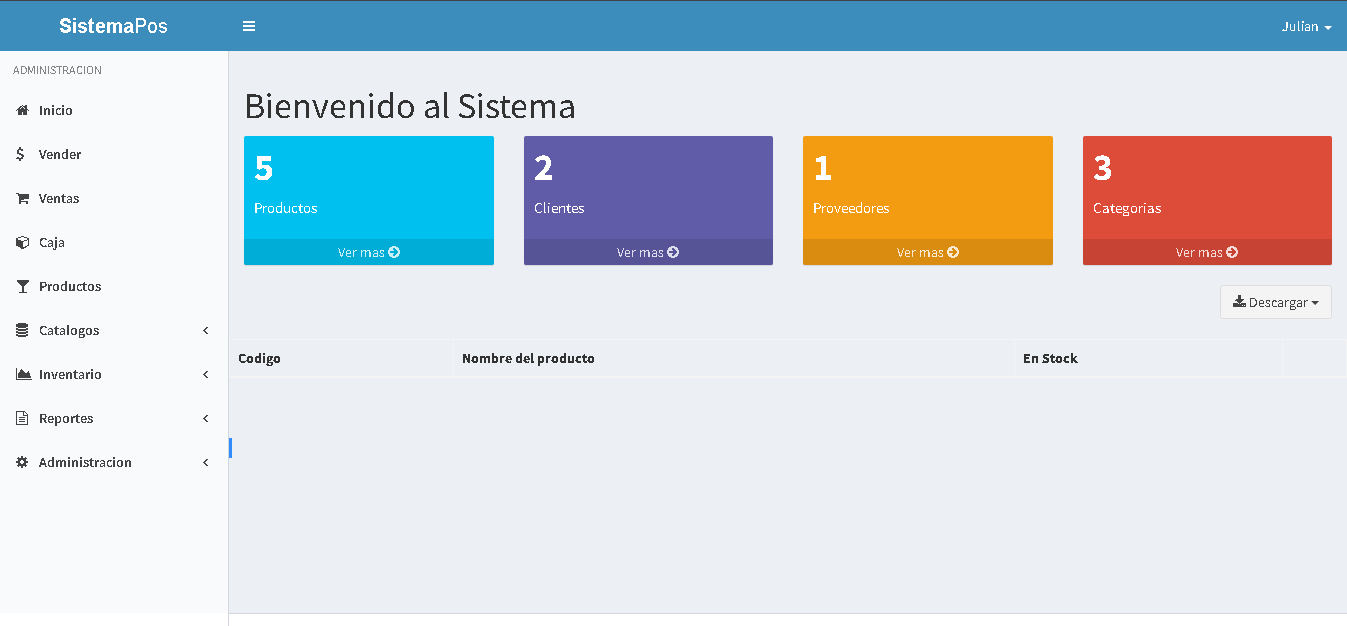 SistemaPos
Julian
ADMINISTRACION
Inicio
Vender
Ventas
Caja
Productos
Catalogos
Inventario
Reportes
Administracion
Bienvenido al Sistema
5
Productos
Ver mas
2
Clientes
Ver mas
1
Proveedores
Ver mas
3
Categorias
Ver mas
Descargar
Codigo Nombre del producto En Stock